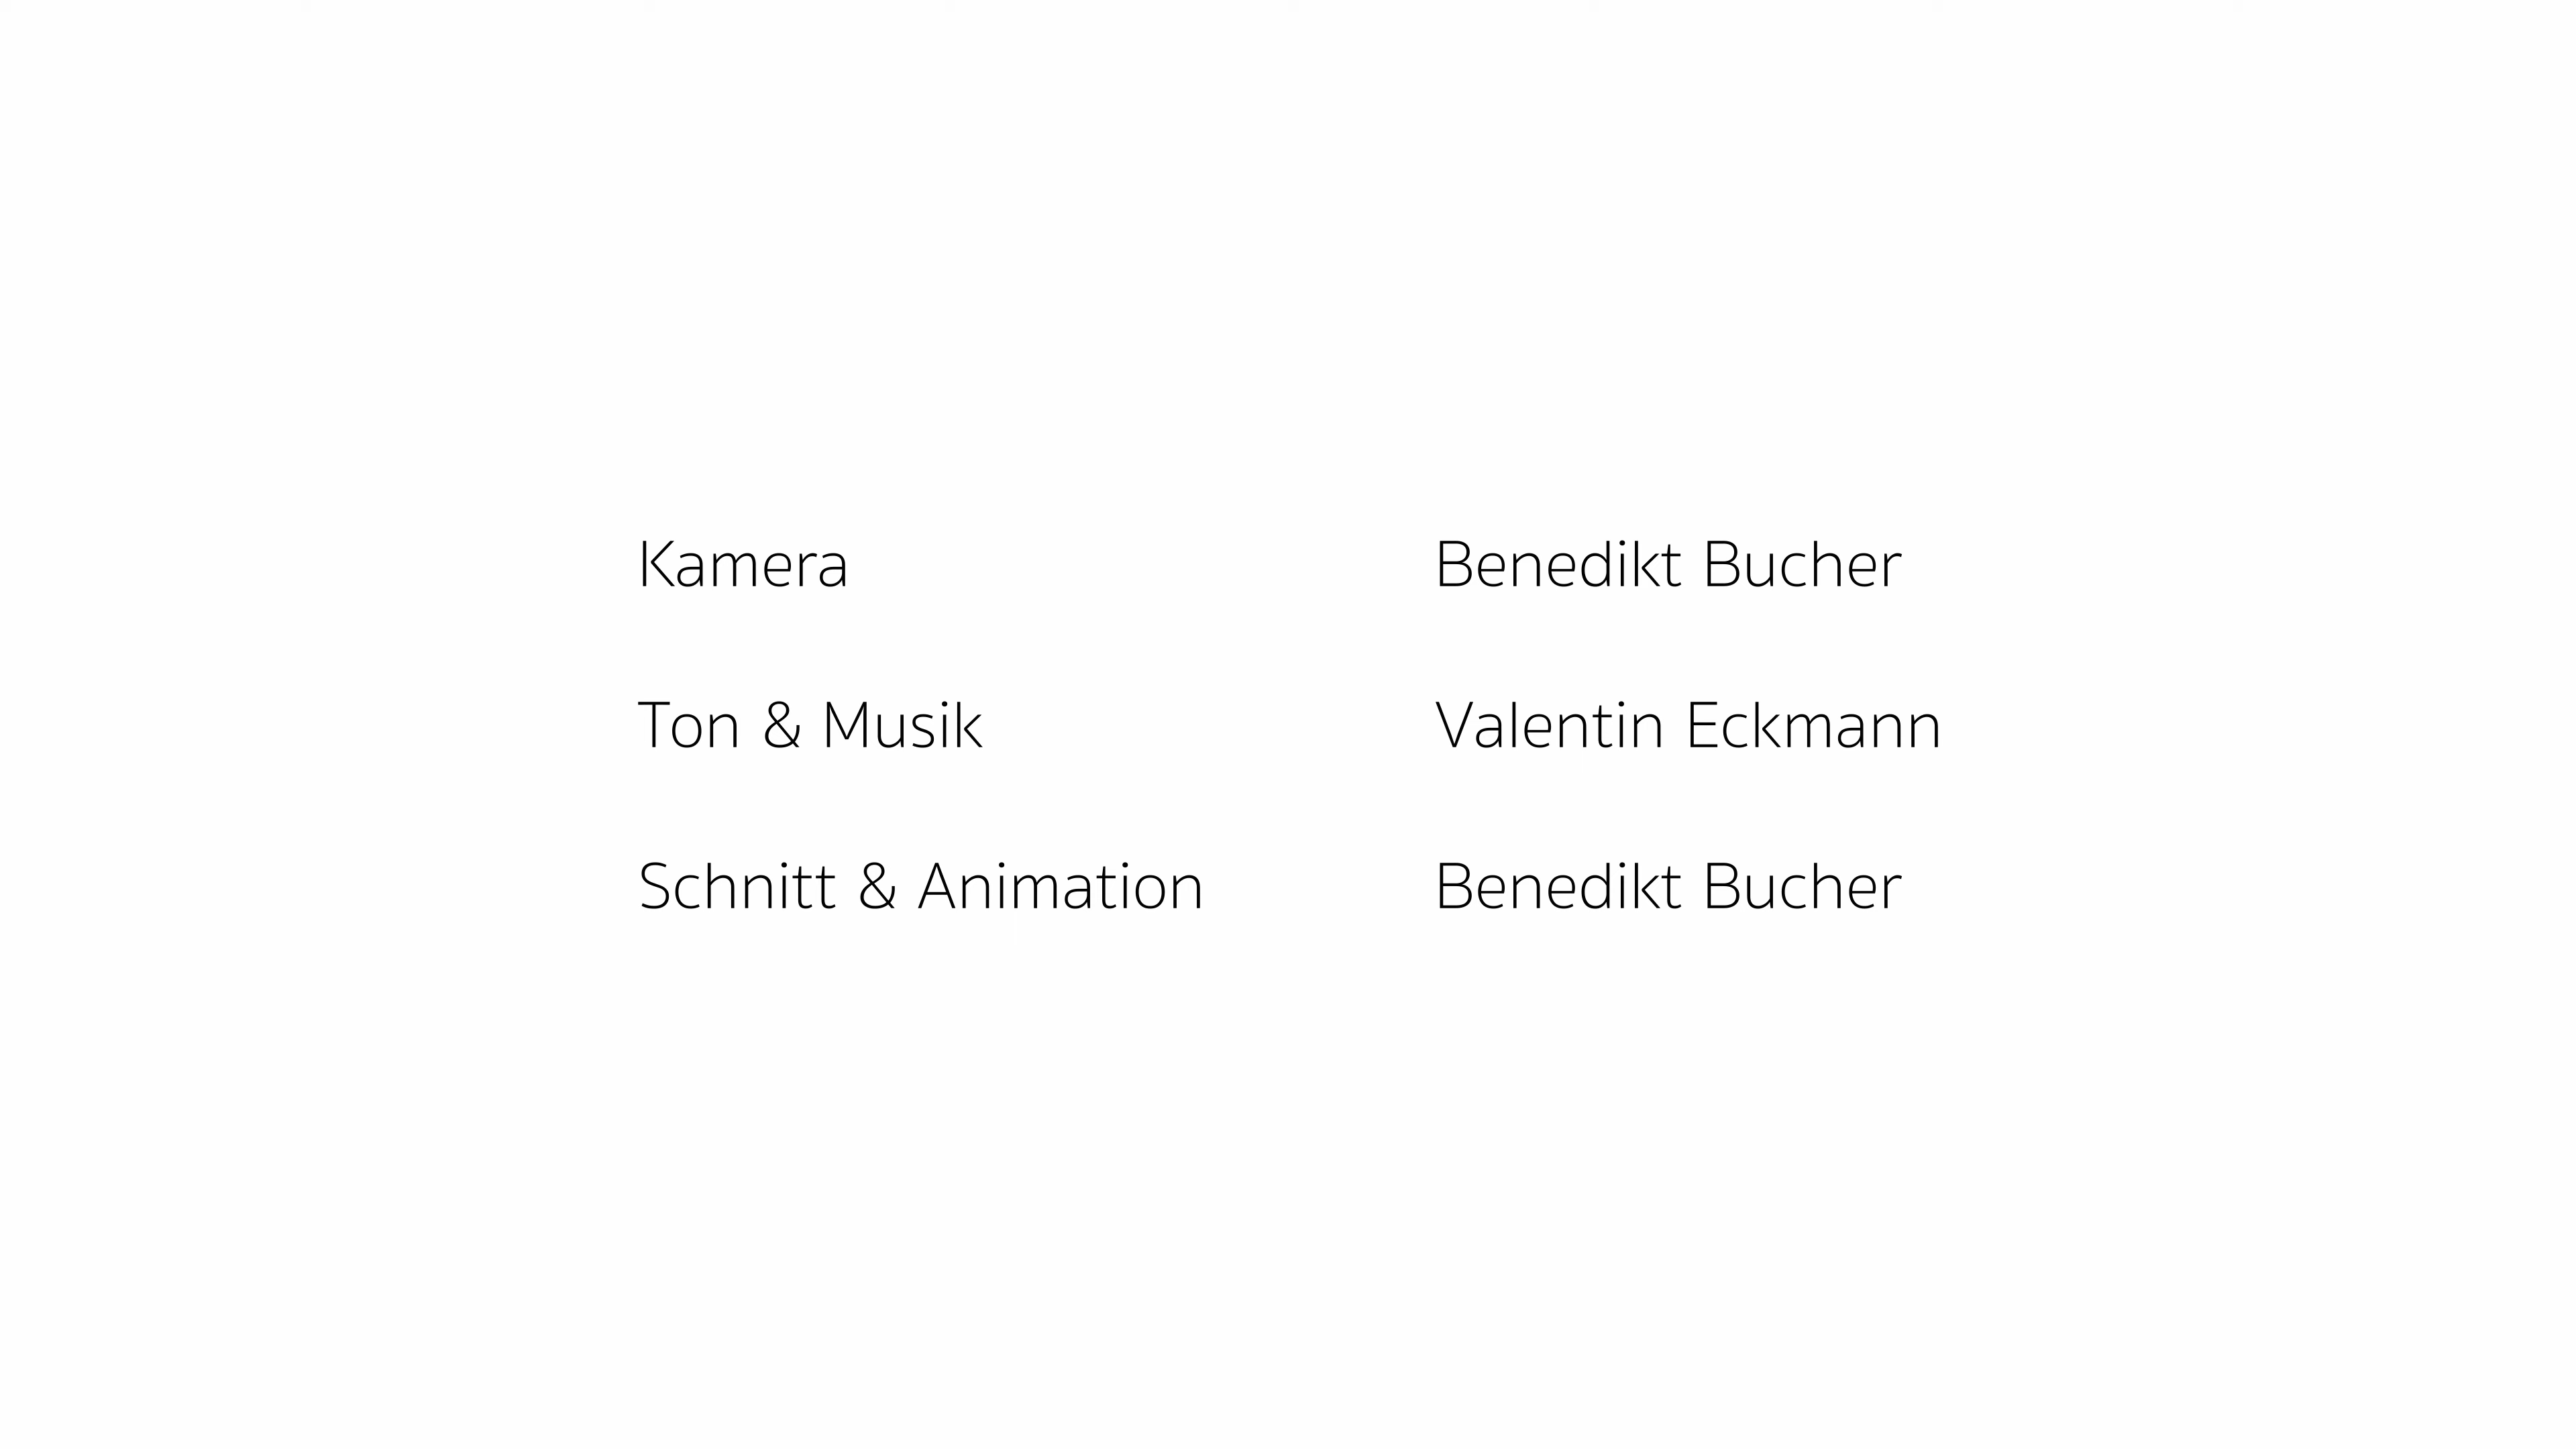 Kamera Benedikt Bucher
Ton & Musik Valentin Eckmann
Schnitt & Animation Benedikt Bucher